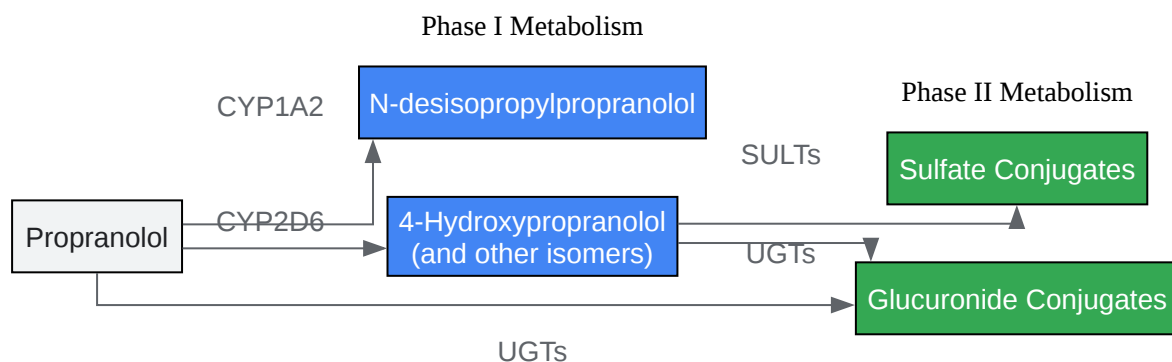 Phase I Metabolism
N-desisopropylpropranolol
CYP1A2
Phase II Metabolism
SULTs
Sulfate Conjugates
Propranolol
CYP2D6
4-Hydroxypropranolol
(and other isomers)
UGTs
Glucuronide Conjugates
UGTs